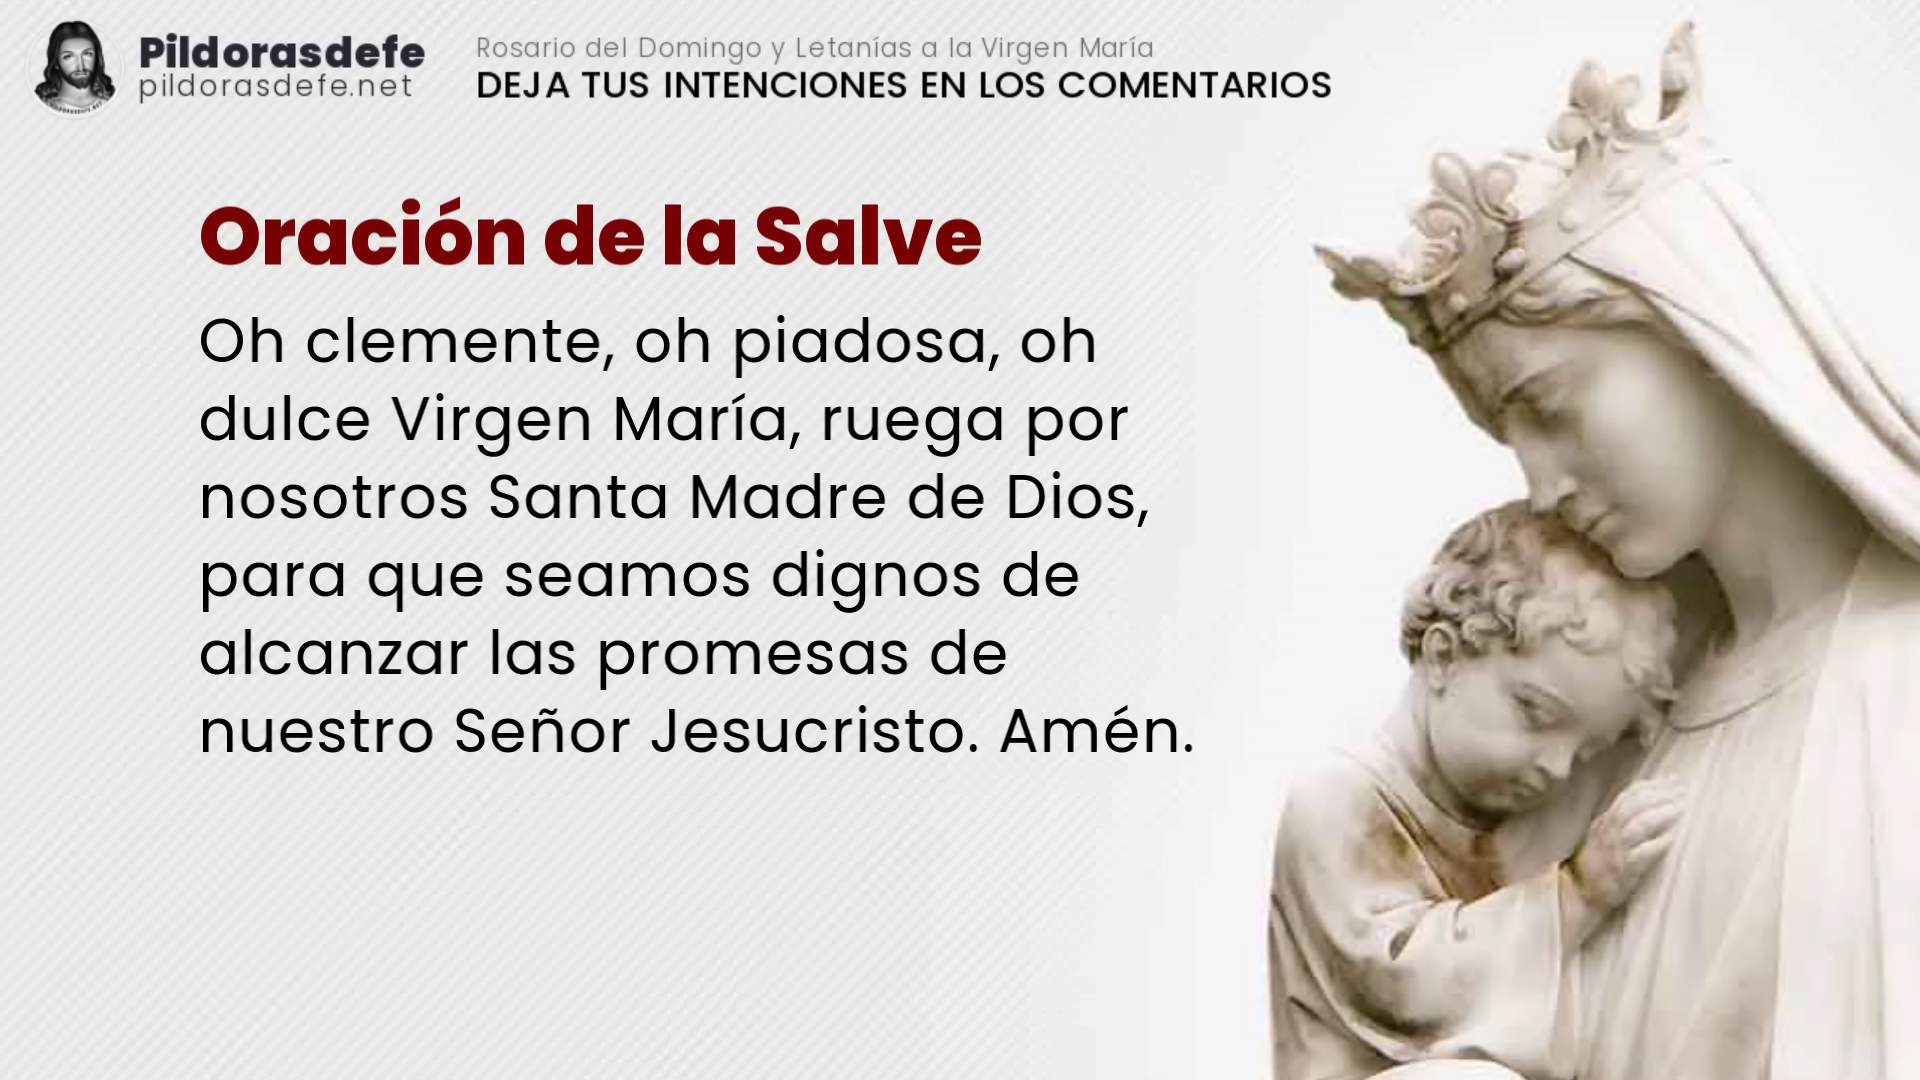 Pildorasdefe
pildorasdefe.net
Rosario del Domingo y Letanías a la Virgen María
DEJA TUS INTENCIONES EN LOS COMENTARIOS
Oración de la Salve
Oh clemente, oh piadosa, oh
dulce Virgen María, ruega por
nosotros Santa Madre de Dios,
para que seamos dignos de
alcanzar las promesas de
nuestro Señor Jesucristo. Amén.